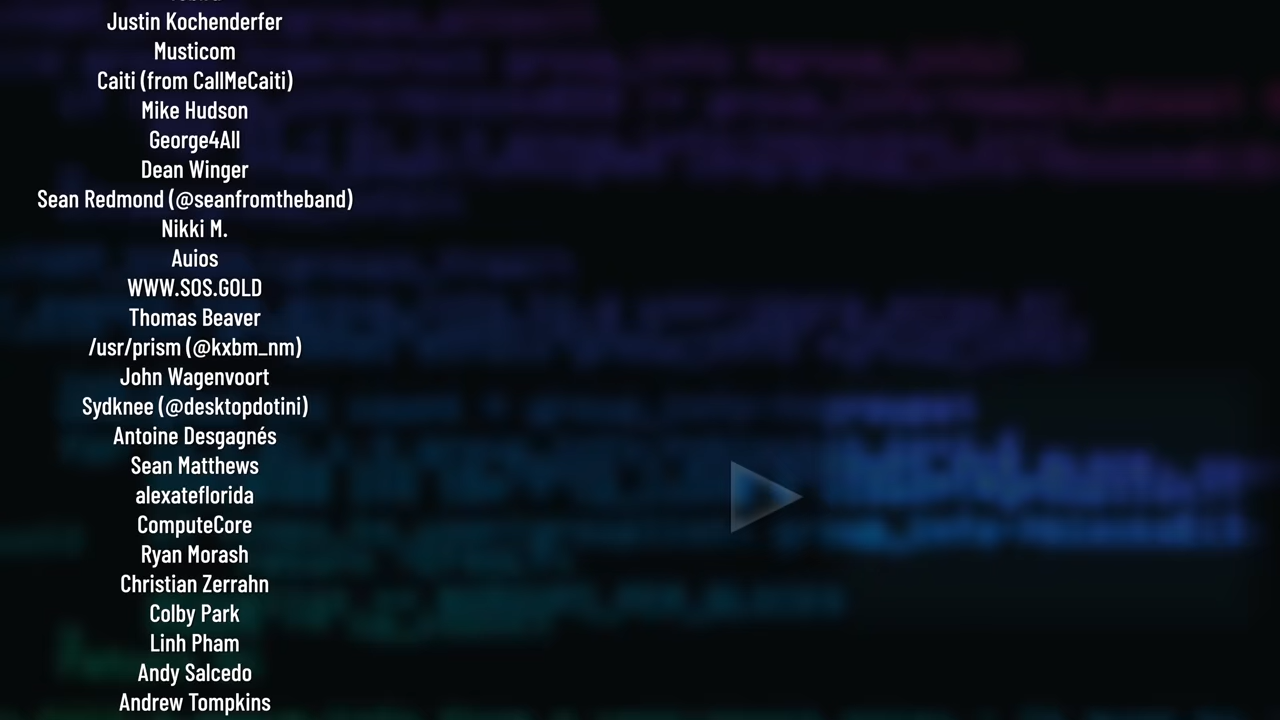 Justin Kochenderfer
Musticom
Caiti (from CallMeCaiti)
Mike Hudson
George4All
Dean Winger
Sean Redmond (@seanfromtheband)
Nikki M.
Auios
WWW.SOS.GOLD
Thomas Beaver
/usr/prism (@kxbm_nm)
John Wagenvoort
Sydknee (@desktopdotini)
Antoine Desgagnés
Sean Matthews
alexateflorida
ComputeCore
Ryan Morash
Christian Zerrahn
Colby Park
Linh Pham
Andy Salcedo
Andrew Tompkins